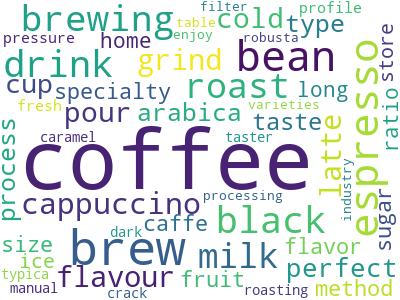 filter
profile
brewing
cold
type
table
enjoy
pressure
home
robusta
store
drink
grind
bean
cup
specialty
roast
long
espresso
ratio
pour
arabica
fresh
varieties
taste
latte
process
caramel
taster
coffee
processing
industry
sugar
cappuccino
caffe
black
dark
size
brew
milk
flavor
ice
typica
flavour
fruit
perfect
manual
crack
roasting
method